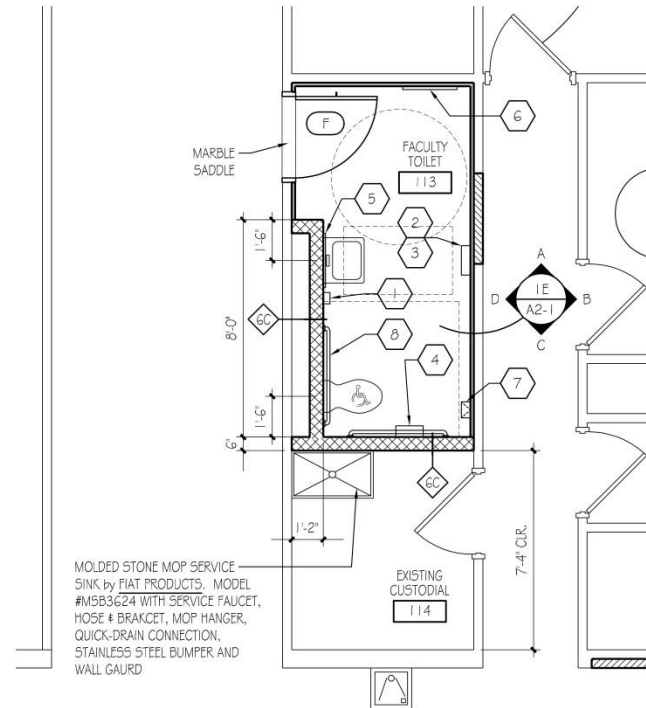 F
6
MARBLE
SADDLE
FACULTY
TOILET
113
5
2
3
1'-6"
A
1E
D
B
A2-1
C
1
8'-0"
6C
8
4
7
1'-6"
6"
6C
1'-2"
7'-4" CLR.
MOLDED STONE MOP SERVICE
SINK by FIAT PRODUCTS. MODEL
#MSB3624 WITH SERVICE FAUCET,
HOSE & BRAKCET, MOP HANGER,
QUICK-DRAIN CONNECTION,
STAINLESS STEEL BUMPER AND
WALL GAURD
EXISTING
CUSTODIAL
114